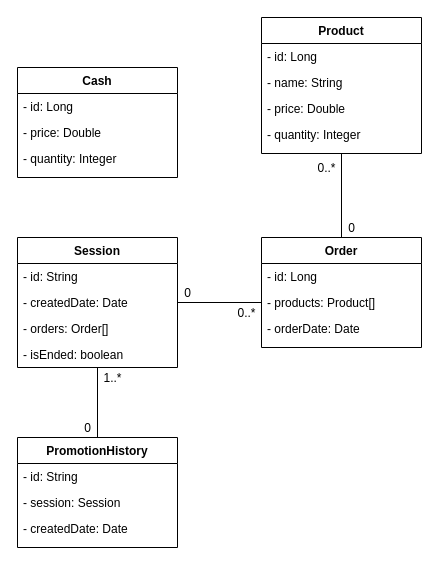 Product
- id: Long
- name: String
- price: Double
- quantity: Integer
0..*
Cash
- id: Long
- price: Double
- quantity: Integer
0
Session
- id: String
- createdDate: Date
- orders: Order[]
- isEnded: boolean
0
0..*
Order
- id: Long
- products: Product[]
- orderDate: Date
1..*
0
PromotionHistory
- id: String
- session: Session
- createdDate: Date